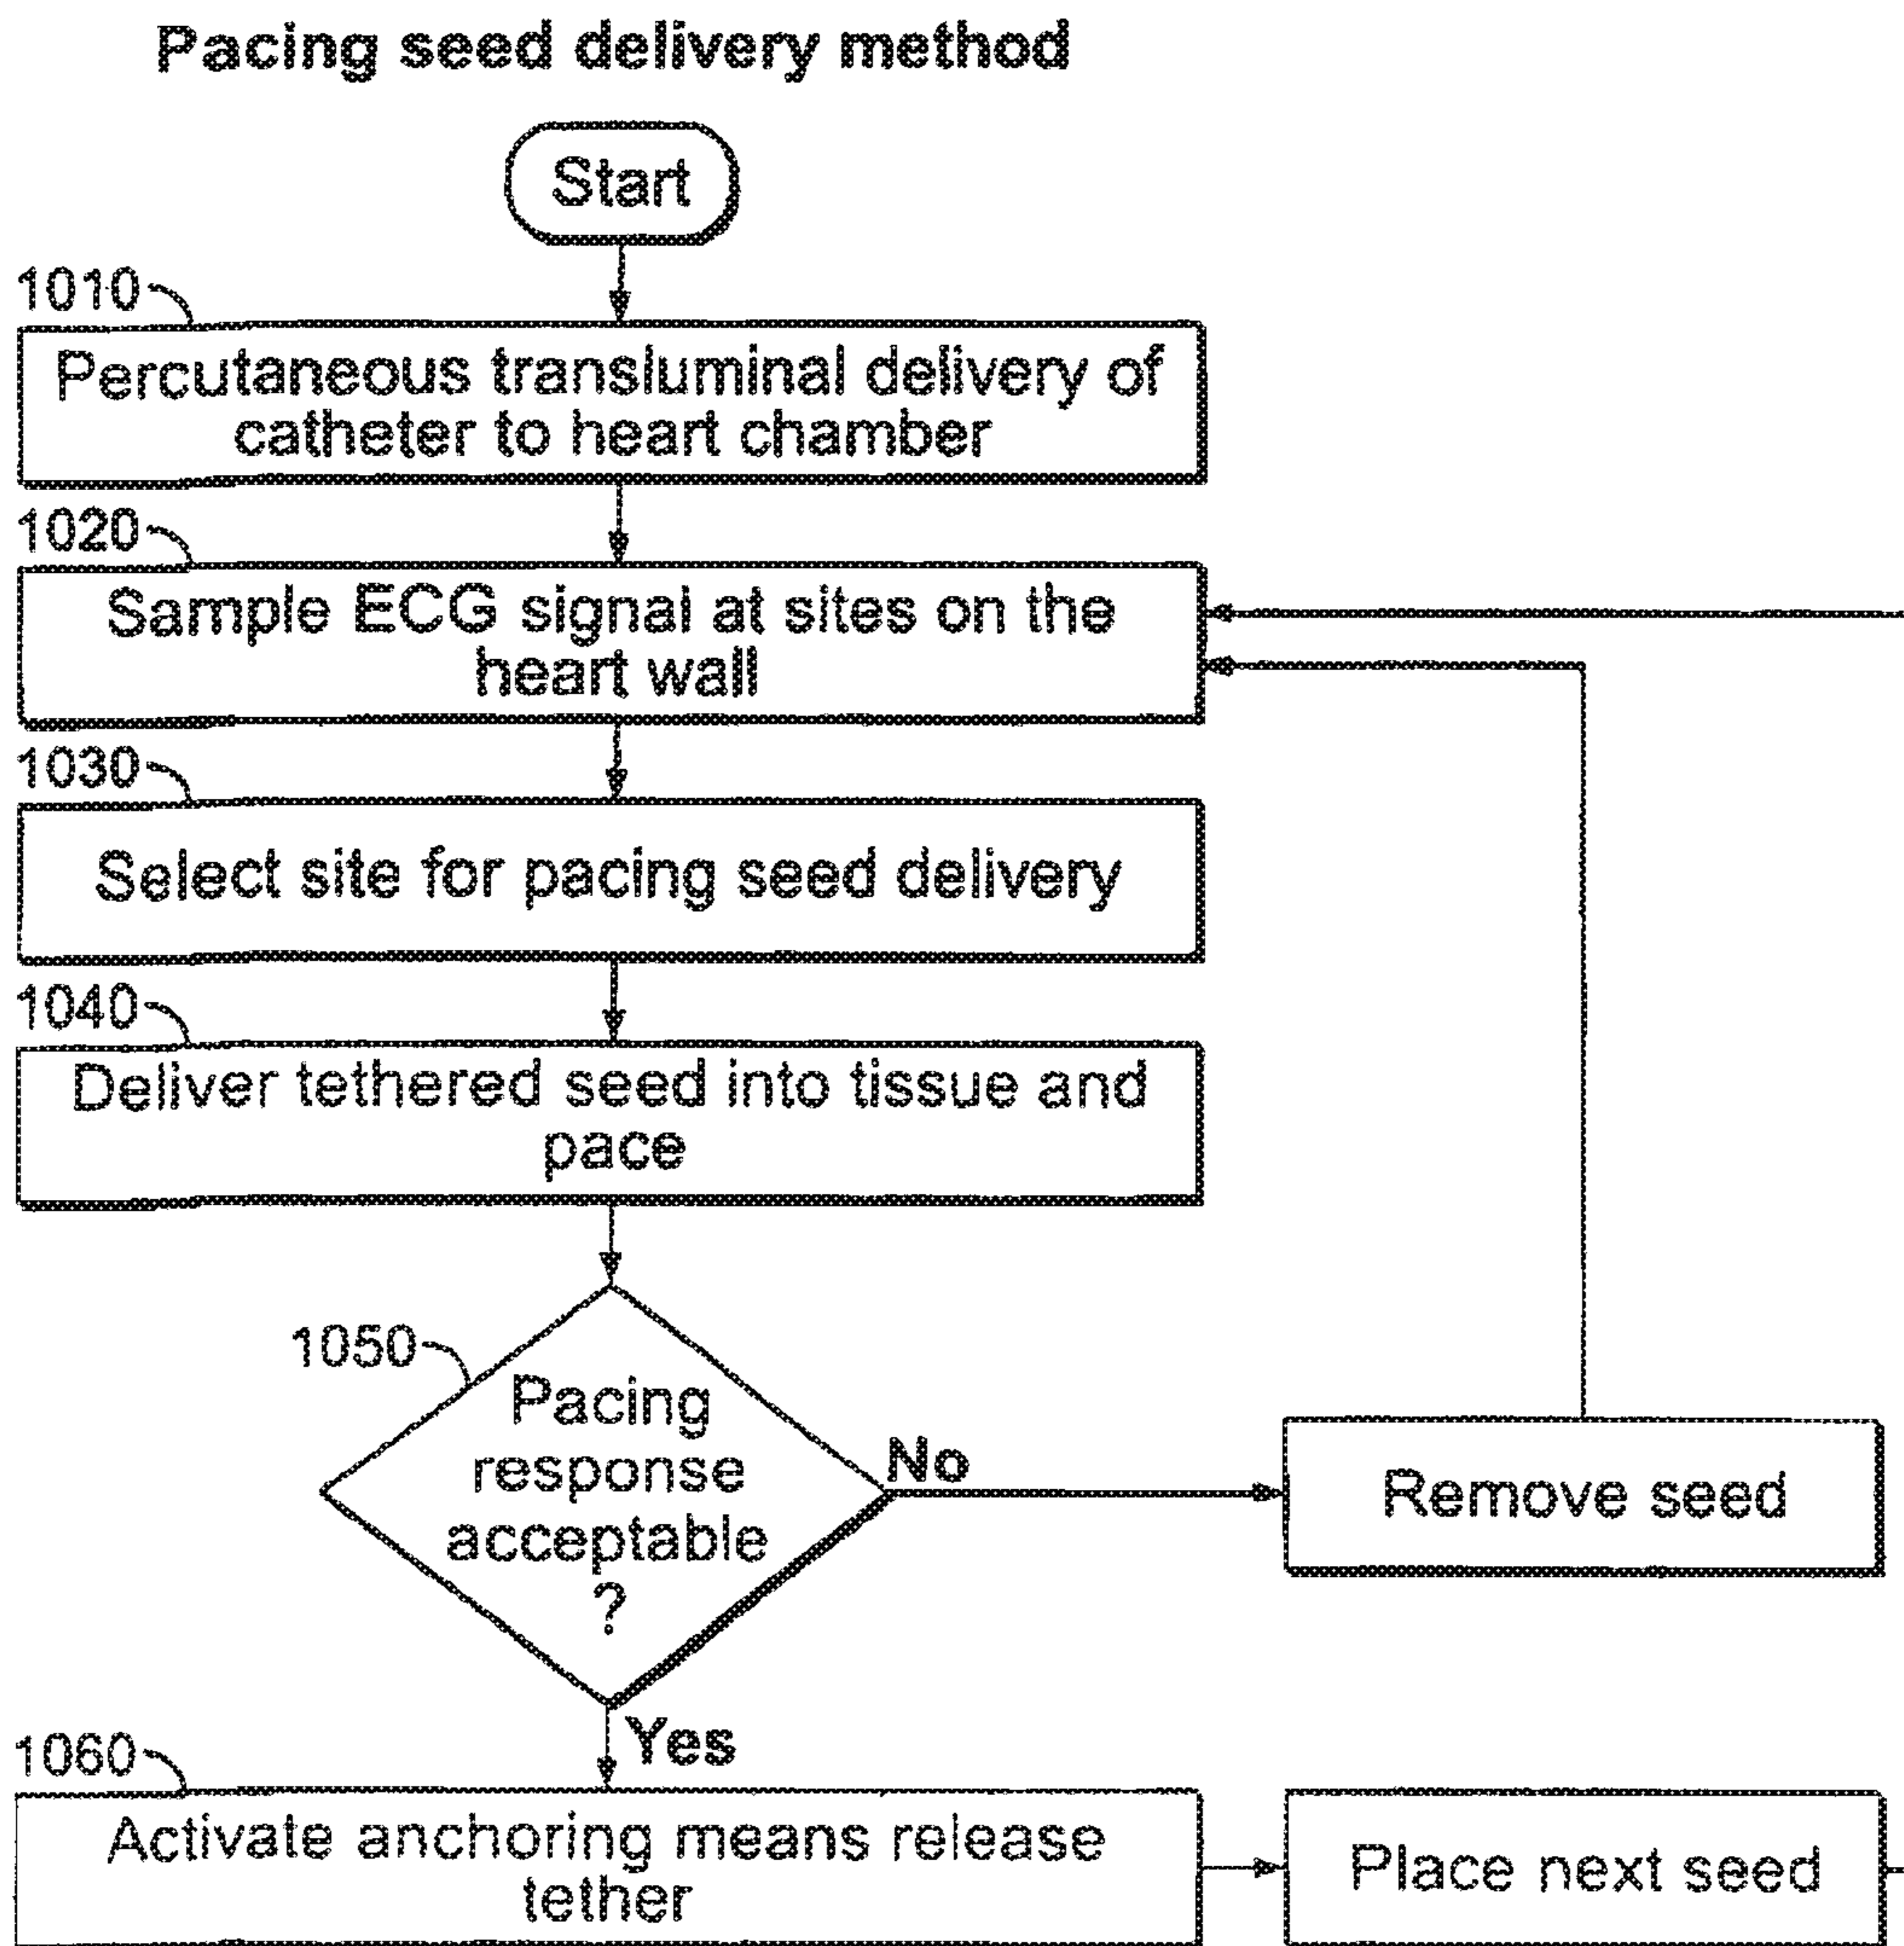 Pacing seed delivery method
Start
1010
Percutaneous transluminal delivery of
catheter to heart chamber
1020
Sample ECG signal at sites on the
heart wall
1030
Select site for pacing seed delivery
1040
Deliver tethered seed into tissue and
pace
1050
Pacing
response
acceptable
?
No
Remove seed
Yes
1060
Activate anchoring means release
tether
Place next seed